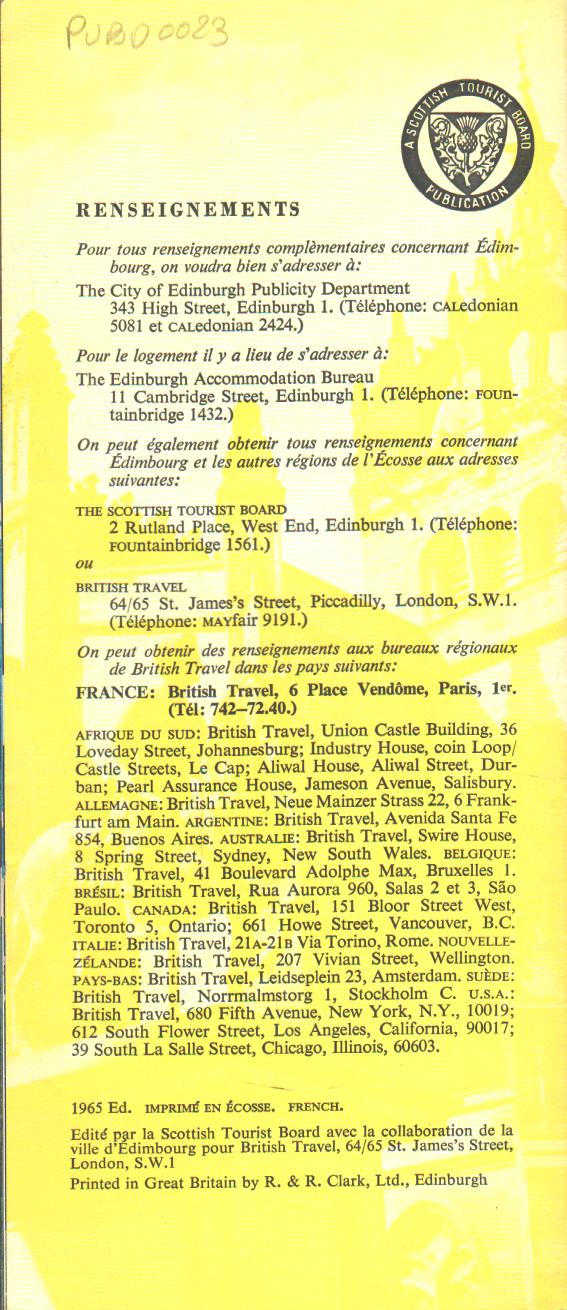 PUBD0023
A SCOTTISH TOURIST BOARD
PUBLICATION
RENSEIGNEMENTS
Pour tous renseignements complèmentaires concernant Édim-
bourg, on voudra bien s'adresser à:
The City of Edinburgh Publicity Department
343 High Street, Edinburgh 1. (Téléphone: CALedonian
5081 et CALedonian 2424.)
Pour le logement il y a lieu de s'adresser à:
The Edinburgh Accommodation Bureau
11 Cambridge Street, Edinburgh 1. (Téléphone: FOUN-
tainbridge 1432.)
On peut également obtenir tous renseignements concernant
Édimbourg et les autres régions de l'Écosse aux adresses
suivantes:
THE SCOTTISH TOURIST BOARD
2 Rutland Place, West End, Edinburgh 1. (Téléphone:
FOUntainbridge 1561.)
ou
BRITISH TRAVEL
64/65 St. James's Street, Piccadilly, London, S.W.1.
(Téléphone: MAYfair 9191.)
On peut obtenir des renseignements aux bureaux régionaux
de British Travel dans les pays suivants:
FRANCE: British Travel, 6 Place Vendôme, Paris, 1er.
(Tél: 742–72.40.)
AFRIQUE DU SUD: British Travel, Union Castle Building, 36
Loveday Street, Johannesburg; Industry House, coin Loop/
Castle Streets, Le Cap; Aliwal House, Aliwal Street, Dur-
ban; Pearl Assurance House, Jameson Avenue, Salisbury.
ALLEMAGNE: British Travel, Neue Mainzer Strass 22, 6 Frank-
furt am Main. ARGENTINE: British Travel, Avenida Santa Fe
854, Buenos Aires. AUSTRALIE: British Travel, Swire House,
8 Spring Street, Sydney, New South Wales. BELGIQUE:
British Travel, 41 Boulevard Adolphe Max, Bruxelles 1.
BRÉSIL: British Travel, Rua Aurora 960, Salas 2 et 3, São
Paulo. CANADA: British Travel, 151 Bloor Street West,
Toronto 5, Ontario; 661 Howe Street, Vancouver, B.C.
ITALIE: British Travel, 21A-21B Via Torino, Rome. NOUVELLE-
ZÉLANDE: British Travel, 207 Vivian Street, Wellington.
PAYS-BAS: British Travel, Leidseplein 23, Amsterdam. SUÈDE:
British Travel, Norrmalmstorg 1, Stockholm C. U.S.A.:
British Travel, 680 Fifth Avenue, New York, N.Y., 10019;
612 South Flower Street, Los Angeles, California, 90017;
39 South La Salle Street, Chicago, Illinois, 60603.
1965 Ed. IMPRIMÉ EN ÉCOSSE. FRENCH.
Edité par la Scottish Tourist Board avec la collaboration de la
ville d'Édimbourg pour British Travel, 64/65 St. James's Street,
London, S.W.1
Printed in Great Britain by R. & R. Clark, Ltd., Edinburgh